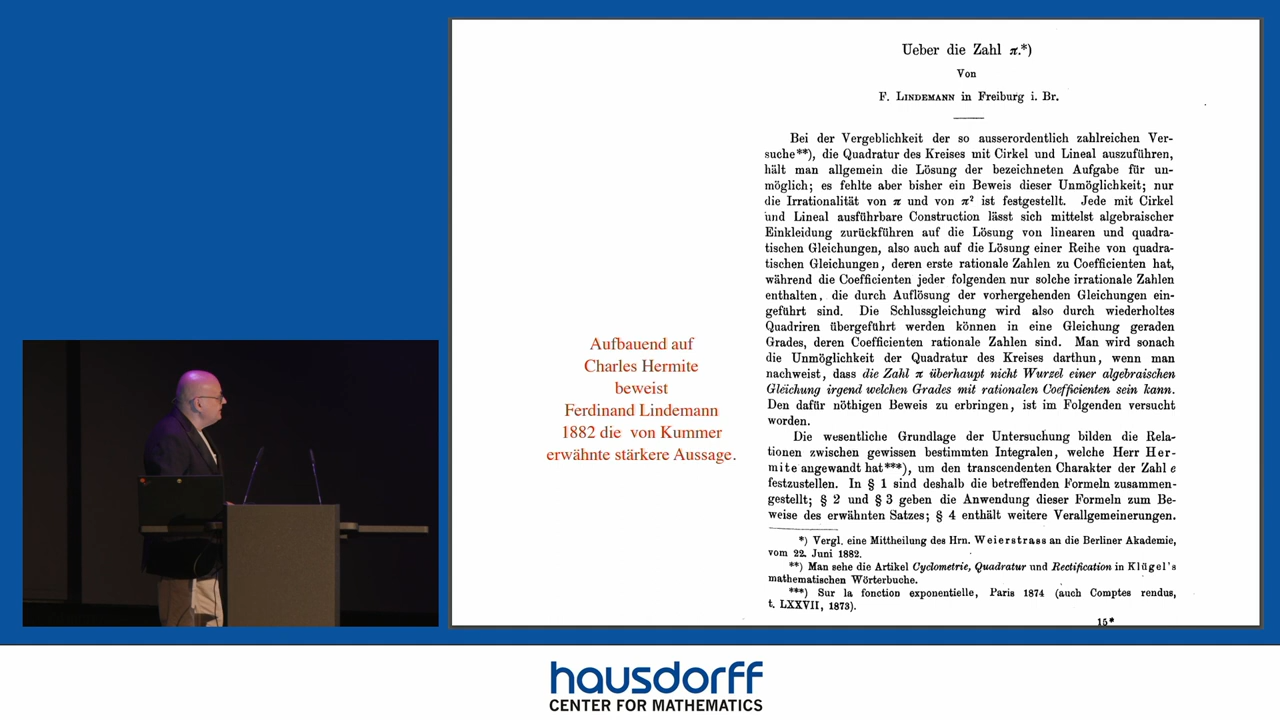 Ueber die Zahl π.*)
Von
F. LINDEMANN in Freiburg i. Br.
Bei der Vergeblichkeit der so ausserordentlich zahlreichen Ver-
suche**), die Quadratur des Kreises mit Cirkel und Lineal auszuführen,
hält man allgemein die Lösung der bezeichneten Aufgabe für un-
möglich; es fehlte aber bisher ein Beweis dieser Unmöglichkeit; nur
die Irrationalität von π und von π² ist festgestellt. Jede mit Cirkel
und Lineal ausführbare Construction lässt sich mittelst algebraischer
Einkleidung zurückführen auf die Lösung von linearen und quadra-
tischen Gleichungen, also auch auf die Lösung einer Reihe von quadra-
tischen Gleichungen, deren erste rationale Zahlen zu Coefficienten hat,
während die Coefficienten jeder folgenden nur solche irrationale Zahlen
enthalten, die durch Auflösung der vorhergehenden Gleichungen ein-
geführt sind. Die Schlussgleichung wird also durch wiederholtes
Quadriren übergeführt werden können in eine Gleichung geraden
Grades, deren Coefficienten rationale Zahlen sind. Man wird sonach
die Unmöglichkeit der Quadratur des Kreises darthun, wenn man
nachweist, dass die Zahl π überhaupt nicht Wurzel einer algebraischen
Gleichung irgend welchen Grades mit rationalen Coefficienten sein kann.
Den dafür nöthigen Beweis zu erbringen, ist im Folgenden versucht
worden.
Die wesentliche Grundlage der Untersuchung bilden die Rela-
tionen zwischen gewissen bestimmten Integralen, welche Herr Her-
mite angewandt hat***), um den transcendenten Charakter der Zahl e
festzustellen. In § 1 sind deshalb die betreffenden Formeln zusammen-
gestellt; § 2 und § 3 geben die Anwendung dieser Formeln zum Be-
weise des erwähnten Satzes; § 4 enthält weitere Verallgemeinerungen.
*) Vergl. eine Mittheilung des Hrn. Weierstrass an die Berliner Akademie,
vom 22. Juni 1882.
**) Man sehe die Artikel Cyclometrie, Quadratur und Rectification in Klügel's
mathematischen Wörterbuche.
***) Sur la fonction exponentielle, Paris 1874 (auch Comptes rendus,
t. LXXVII, 1873).
15*
Aufbauend auf
Charles Hermite
beweist
Ferdinand Lindemann
1882 die von Kummer
erwähnte stärkere Aussage.
hausdorff
CENTER FOR MATHEMATICS